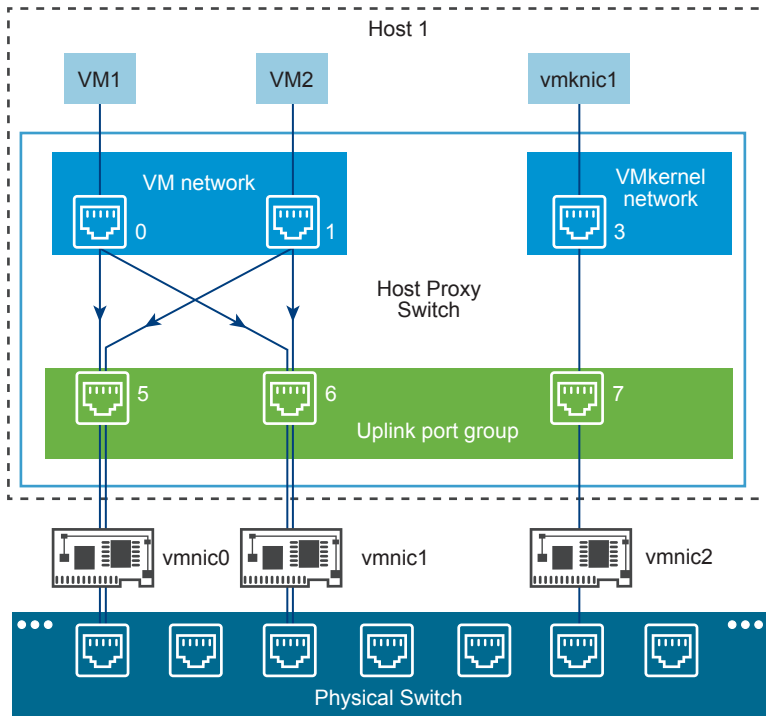 Host 1
VM1
VM2
vmknic1
VM network
VMkernel
network
0
1
3
Host Proxy
Switch
5
6
7
Uplink port group
vmnic0
vmnic1
vmnic2
Physical Switch